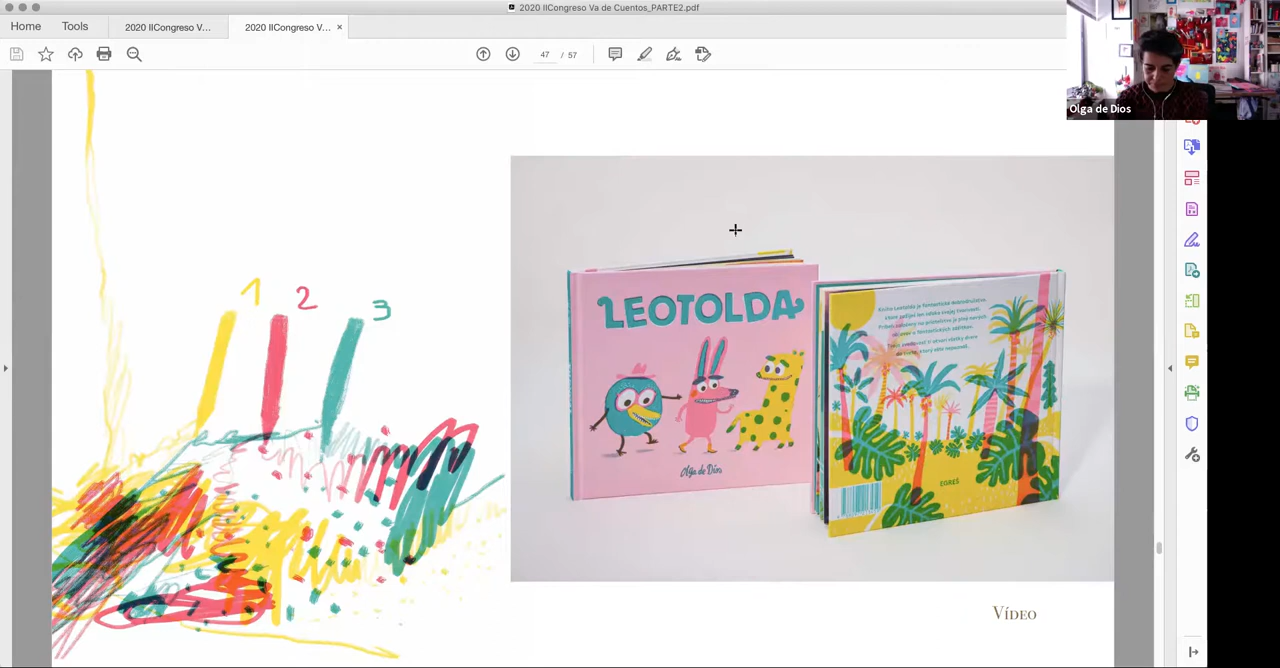 2020 IICongreso Va de Cuentos_PARTE2.pdf
Home
Tools
2020 IICongreso V...
2020 IICongreso V...
47 / 57
Olga de Dios
1
2
3
LEOTOLDA
Olga de Dios
EGREŠ
VÍDEO